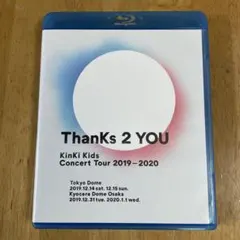 ThanKs 2 YOU
KinKi Kids
Concert Tour 2019-2020
Tokyo Dome
2019.12.14 sat. 12.15 sun.
Kyocera Dome Osaka
2019.12.31 tue. 2020.1.1 wed.